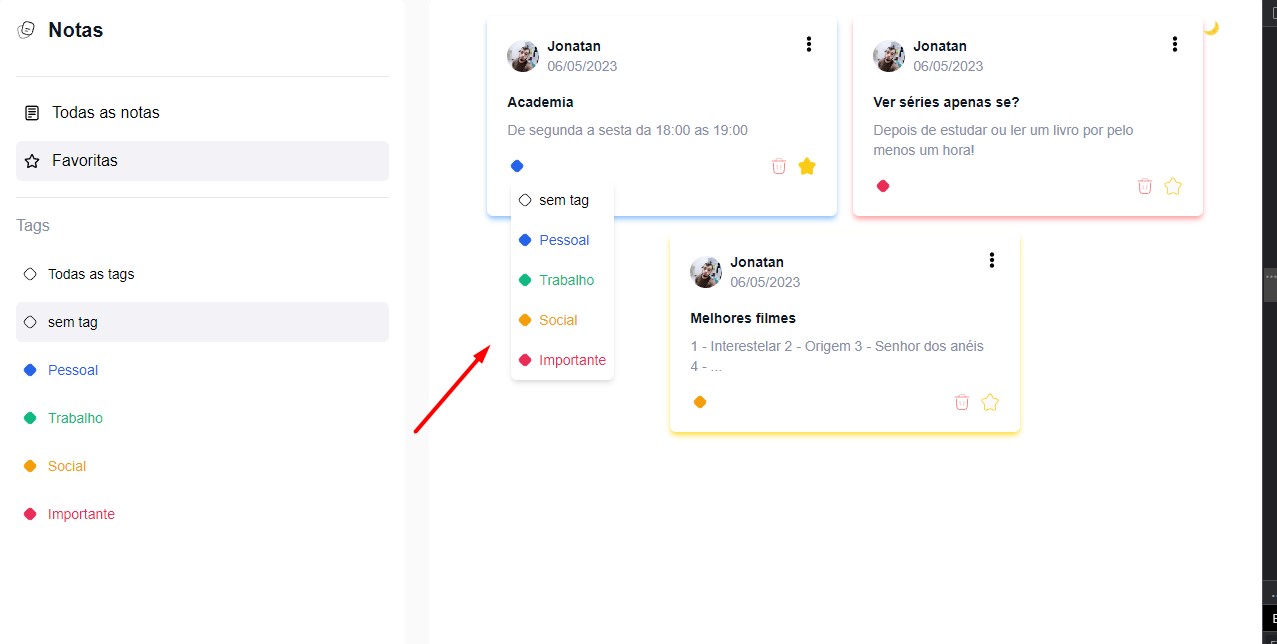 Notas
Todas as notas
Favoritas
Tags
Todas as tags
sem tag
Pessoal
Trabalho
Social
Importante
Jonatan
06/05/2023
Academia
De segunda a sesta da 18:00 as 19:00
sem tag
Pessoal
Trabalho
Social
Importante
Jonatan
06/05/2023
Ver séries apenas se?
Depois de estudar ou ler um livro por pelo
menos um hora!
Jonatan
06/05/2023
Melhores filmes
1 - Interestelar 2 - Origem 3 - Senhor dos anéis
4 - ...